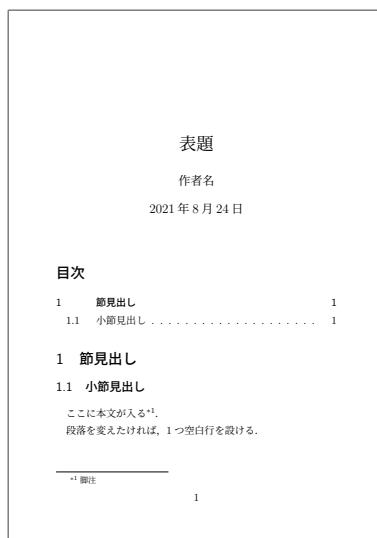 表題
作者名
2021 年 8 月 24 日
目次
1 節見出し 1
1.1 小節見出し . . . . . . . . . . . . . . . . . . . . 1
1 節見出し
1.1 小節見出し
ここに本文が入る*1.
段落を変えたければ，1 つ空白行を設ける.
*1 脚注
1